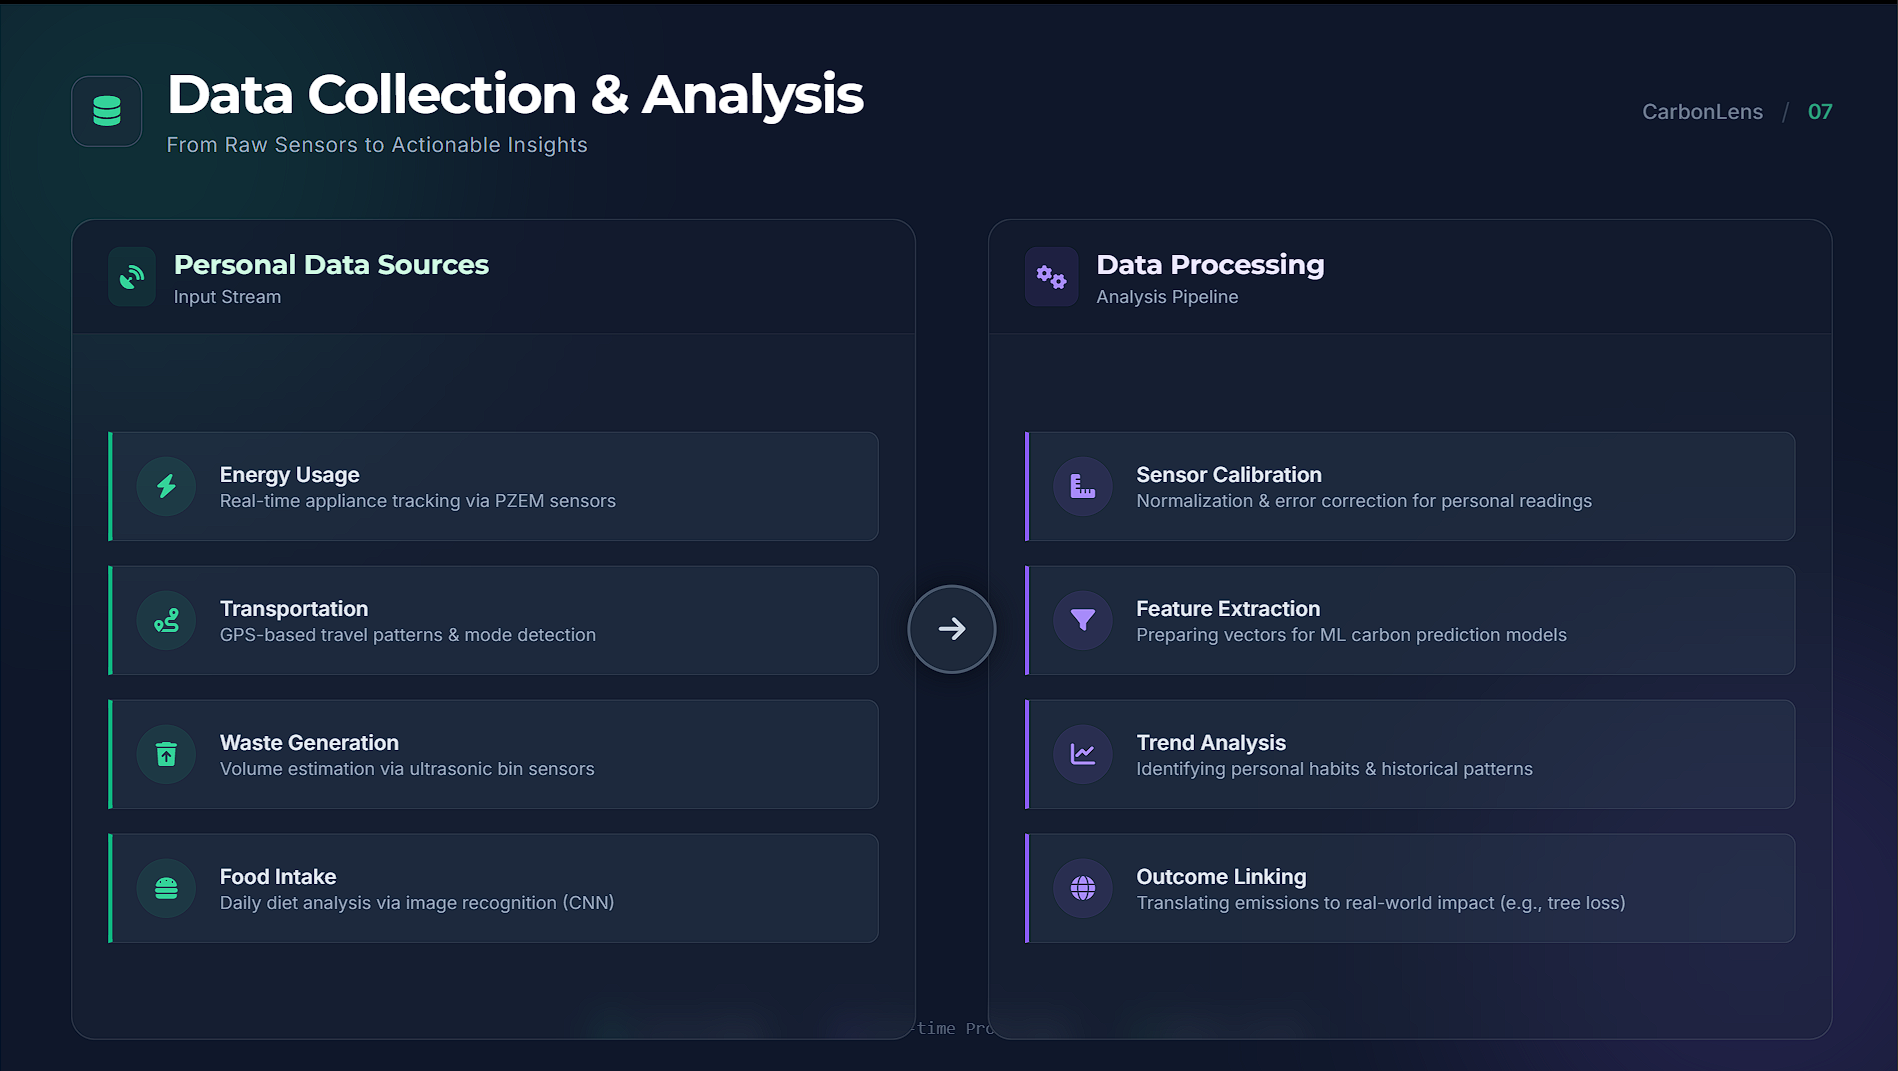 Data Collection & Analysis
From Raw Sensors to Actionable Insights
CarbonLens / 07
Personal Data Sources
Input Stream
Energy Usage
Real-time appliance tracking via PZEM sensors
Transportation
GPS-based travel patterns & mode detection
Waste Generation
Volume estimation via ultrasonic bin sensors
Food Intake
Daily diet analysis via image recognition (CNN)
Data Processing
Analysis Pipeline
Sensor Calibration
Normalization & error correction for personal readings
Feature Extraction
Preparing vectors for ML carbon prediction models
Trend Analysis
Identifying personal habits & historical patterns
Outcome Linking
Translating emissions to real-world impact (e.g., tree loss)
-time Pro